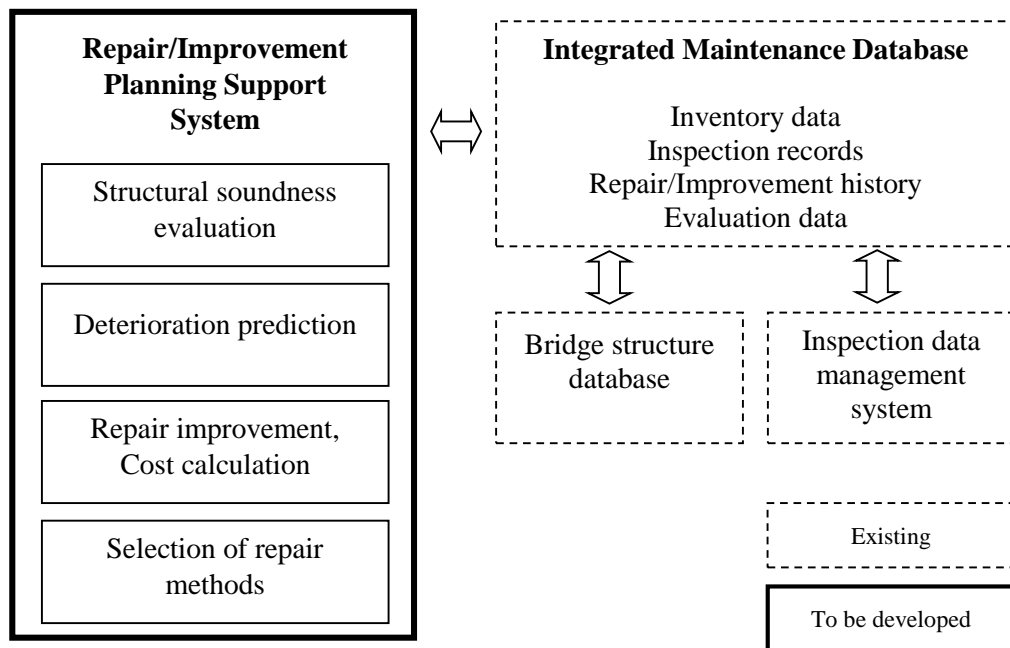 Repair/Improvement
Planning Support
System
Structural soundness
evaluation
Deterioration prediction
Repair improvement,
Cost calculation
Selection of repair
methods
Integrated Maintenance Database
Inventory data
Inspection records
Repair/Improvement history
Evaluation data
Bridge structure
database
Inspection data
management
system
Existing
To be developed